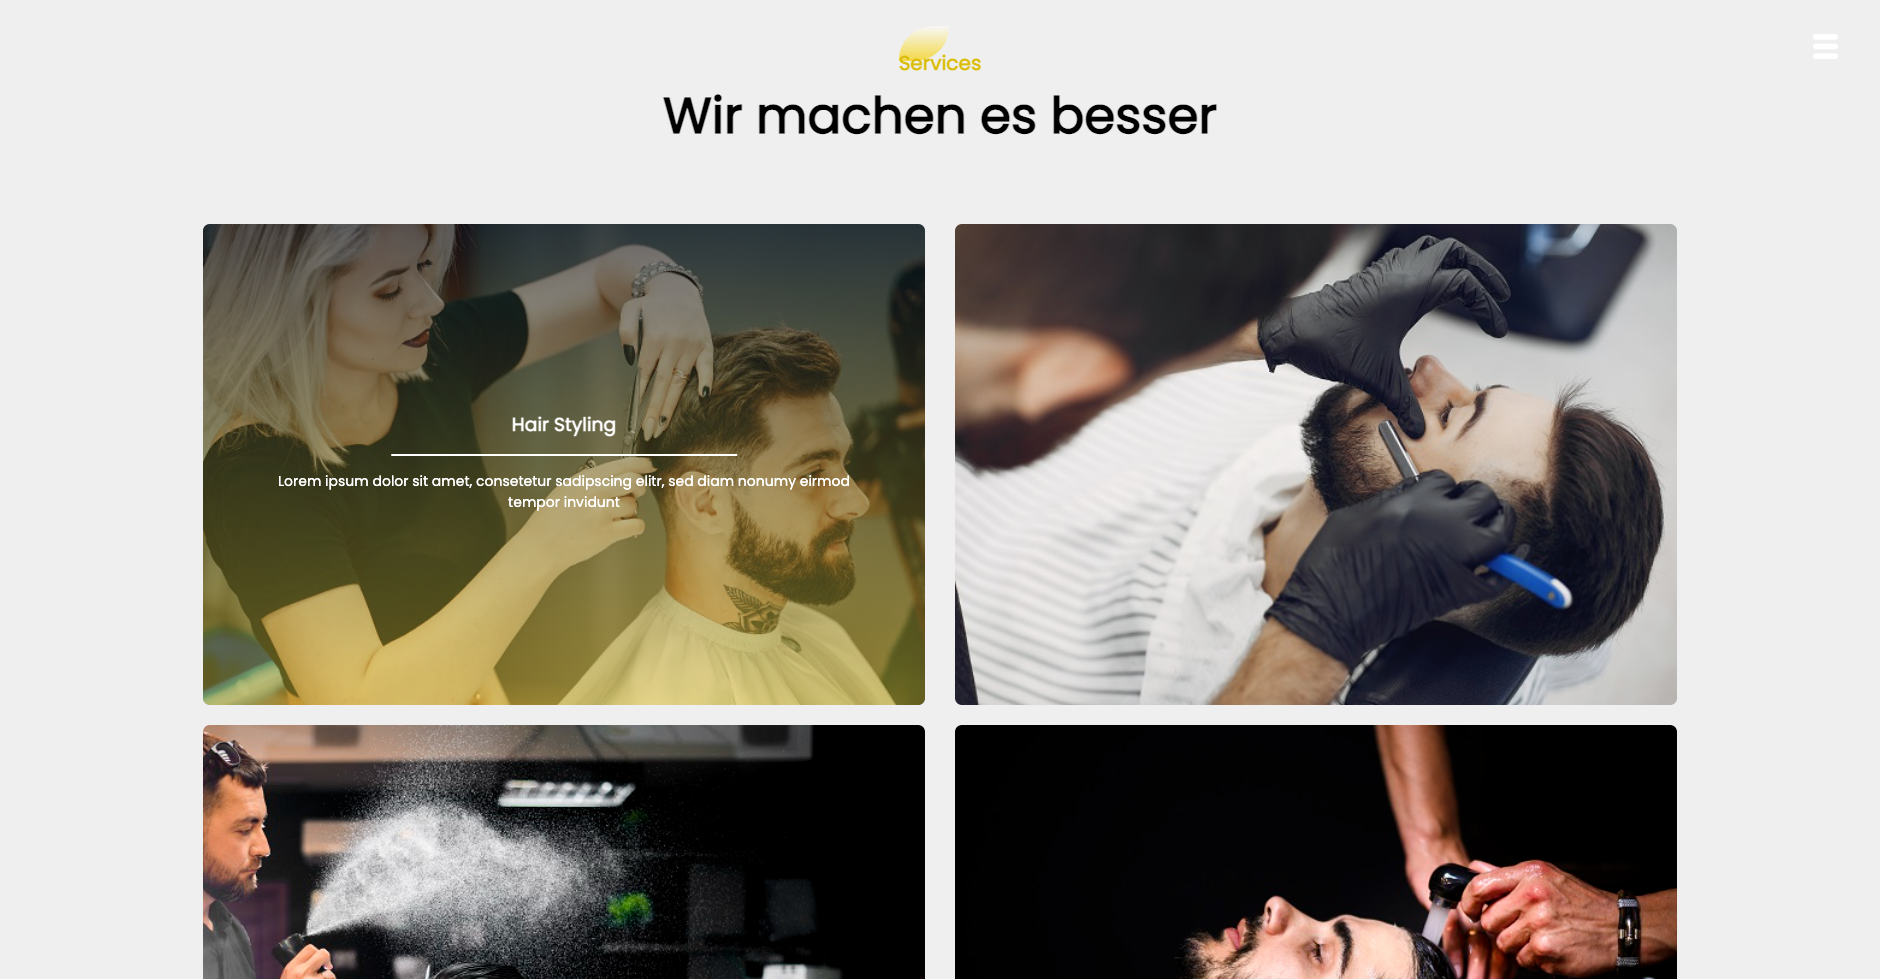 Services
Wir machen es besser
Hair Styling
Lorem ipsum dolor sit amet, consetetur sadipscing elitr, sed diam nonumy eirmod
tempor invidunt